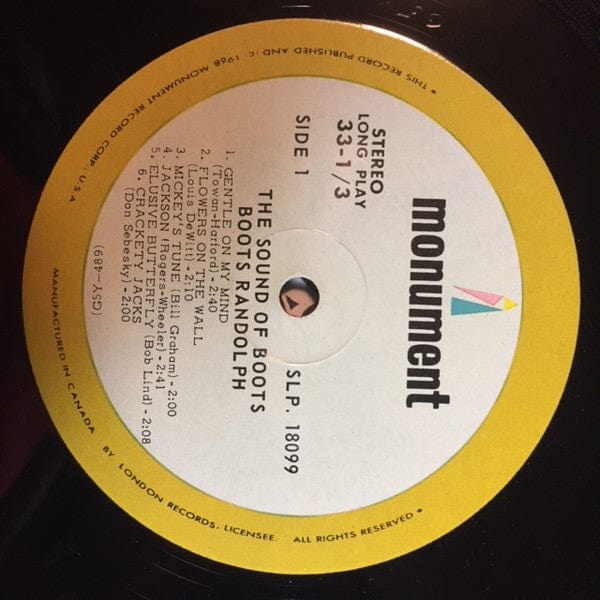 monument
STEREO
LONG PLAY
33-1/3
SIDE 1
SLP. 18099
THE SOUND OF BOOTS
BOOTS RANDOLPH
1. GENTLE ON MY MIND
(Towan-Harford) - 2:40
2. FLOWERS ON THE WALL
(Louis DeWitt) - 2:10
3. MICKEY'S TUNE (Bill Graham) - 2:00
4. JACKSON (Rogers-Wheeler) - 2:41
5. ELUSIVE BUTTERFLY (Bob Lind) - 2:08
6. CRACKETY JACKS
(Don Sebesky) - 2:00
(G5Y-489)
• THIS RECORD PUBLISHED AND (c) 1968 MONUMENT RECORD CORP. U.S.A
MANUFACTURED IN CANADA BY LONDON RECORDS, LICENSEE. ALL RIGHTS RESERVED •